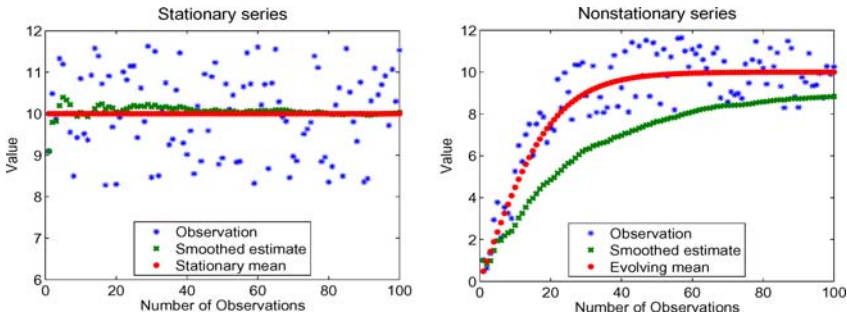 Stationary series
12
11
10
9
8
7
6
Value
0
20
40
60
80
100
Number of Observations
Observation
Smoothed estimate
Stationary mean
Nonstationary series
12
10
8
6
4
2
0
Value
0
20
40
60
80
100
Number of Observations
Observation
Smoothed estimate
Evolving mean